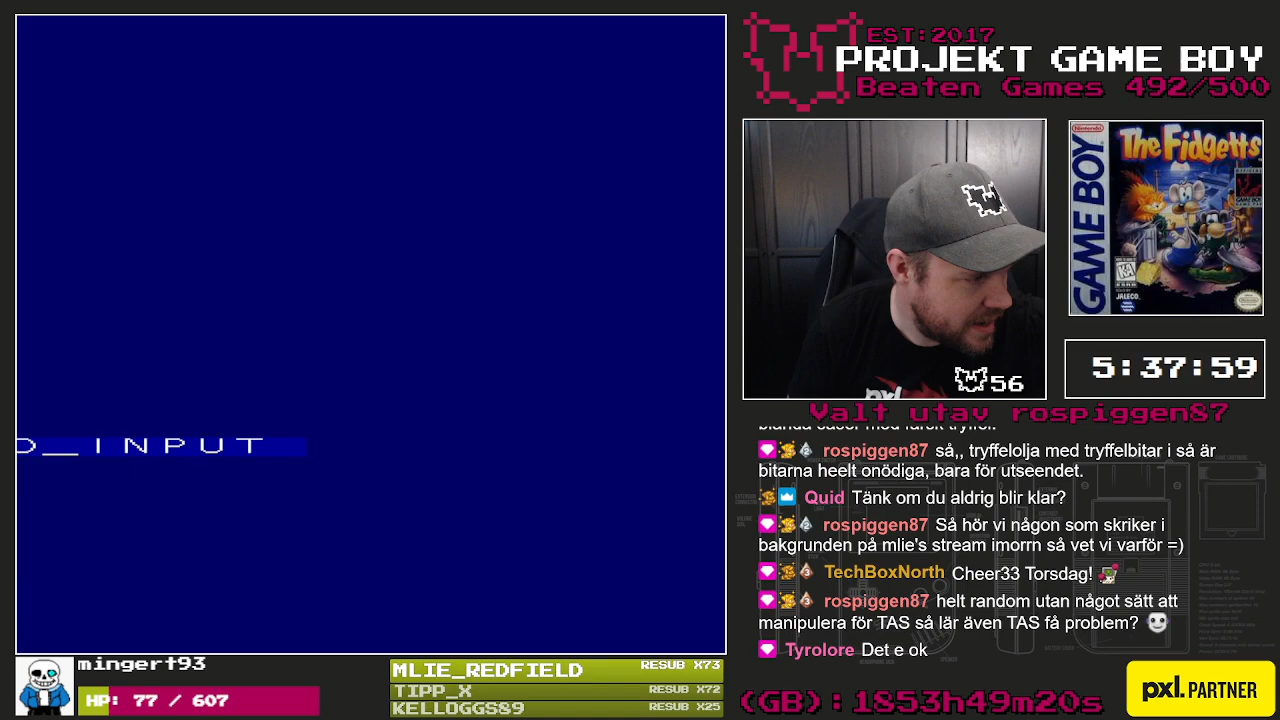 EST:2017
PROJEKT GAME BOY
Beaten Games 492/500
Nintendo
GAME BOY
The Fidgetts
JALECO
56
5:37:59
Valt utav rospiggen87
INPUT
rospiggen87 så,, tryffelolja med tryffelbitar i så är
bitarna heelt onödiga, bara för utseendet.
Quid Tänk om du aldrig blir klar?
rospiggen87 Så hör vi någon som skriker i
bakgrunden på mlie's stream imorrn så vet vi varför =)
TechBoxNorth Cheer33 Torsdag!
rospiggen87 helt random utan något sätt att
manipulera för TAS så lär även TAS få problem?
Tyrolore Det e ok
mingert93
HP: 77 / 607
MLIE_REDFIELD RESUB X73
TIPP_X RESUB X72
KELLOGGS89 RESUB X25
(GB):1853h49m20s
pxl.PARTNER